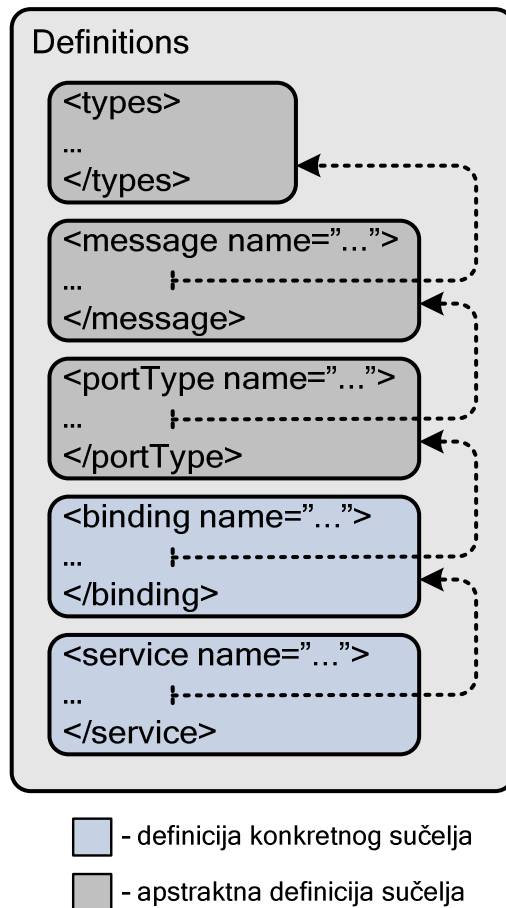 Definitions
<types>
...
</types>
<message name=”...”>
...
</message>
<portType name=”...”>
...
</portType>
<binding name=”...”>
...
</binding>
<service name=”...”>
...
</service>
- definicija konkretnog sučelja
- apstraktna definicija sučelja